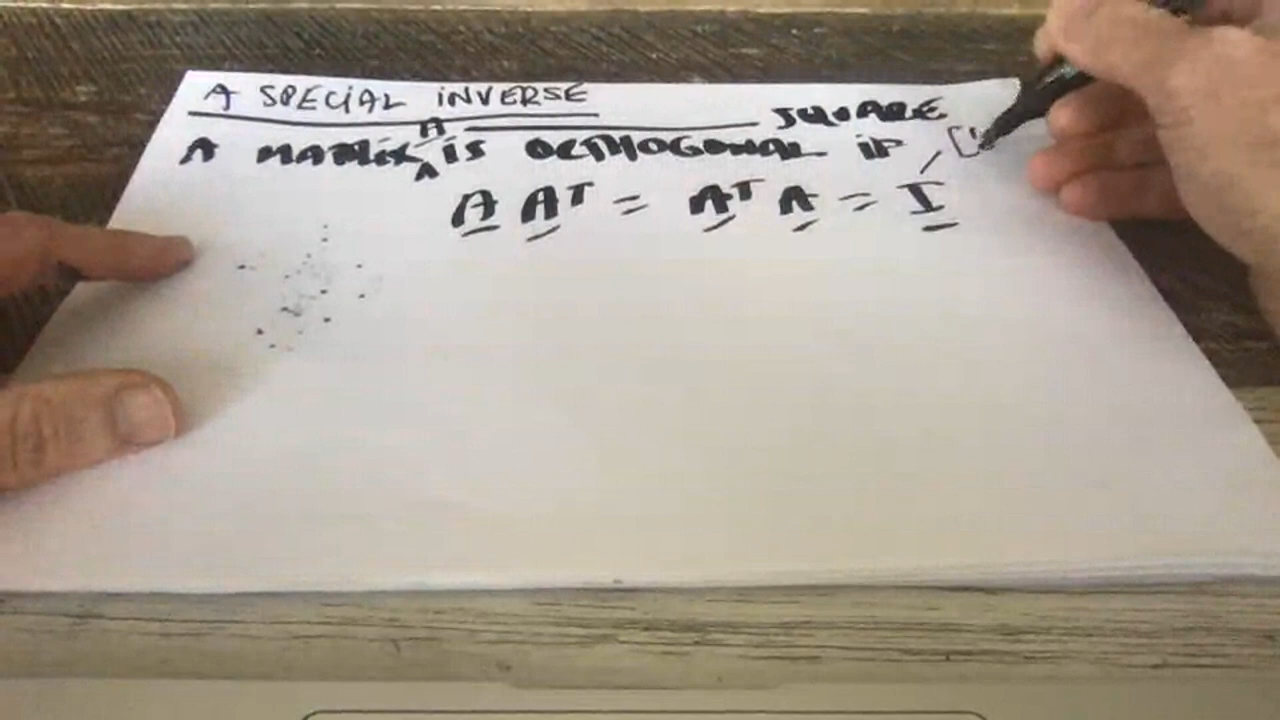 A SPECIAL INVERSE
SQUARE
A MATRIX A IS ORTHOGONAL IF
A Aᵀ = Aᵀ A = I